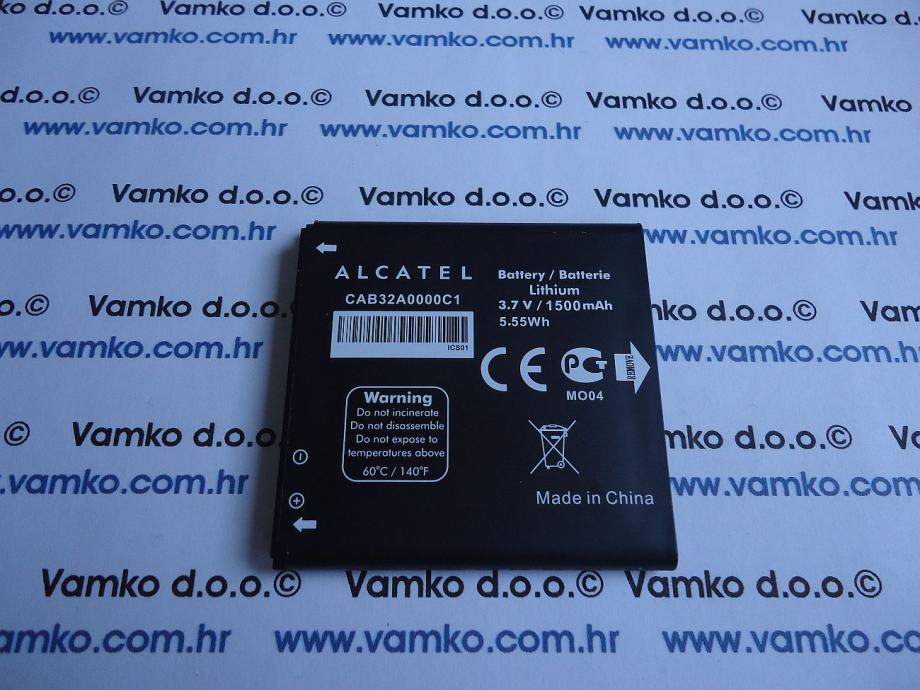 Vamko d.o.o.© Vamko d.o.o.© Vamko d.o.o.© Vamko d.o.o.
www.vamko.com.hr www.vamko.com.hr www.vamko.com.hr
d.o.o.© Vamko d.o.o.© Vamko d.o.o.© Vamko d.o.o.© Vamko
www.vamko.com.hr www.vamko.com.hr www.vamko.com.hr
d.o.o.© Vamko d.o.o.© Vamko d.o.o.© Vamko d.o.o.©
www.vamko.com.hr
ALCATEL
CAB32A0000C1
ICS01
Battery / Batterie
Lithium
3.7 V / 1500mAh
5.55Wh
CE
MO04
REMOVE
Warning
Do not incinerate
Do not disassemble
Do not expose to
temperatures above
60°C / 140°F
Made in China
d.o.o.©
.vamko.com.hr
© Vamko d.o.o.
d.o.o.©
www.vamko.com.hr
Vamko d.o.o.© Vamko d.o.o.© Vamko d.o.o.©
www.vamko.com.hr www.vamko.com.hr